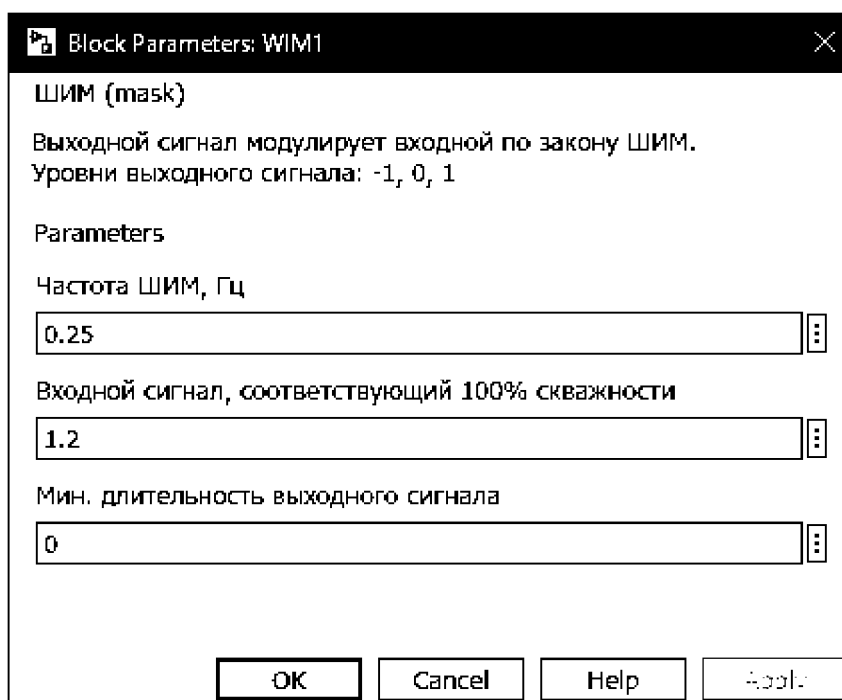 Block Parameters: WIM1
ШИМ (mask)
Выходной сигнал модулирует входной по закону ШИМ.
Уровни выходного сигнала: -1, 0, 1
Parameters
Частота ШИМ, Гц
0.25
Входной сигнал, соответствующий 100% скважности
1.2
Мин. длительность выходного сигнала
0
OK Cancel Help Apply